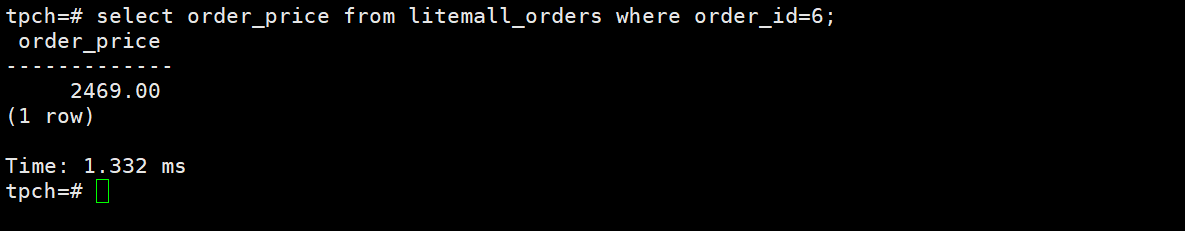 tpch=# select order_price from litemall_orders where order_id=6;
 order_price
-------------
     2469.00
(1 row)

Time: 1.332 ms
tpch=#